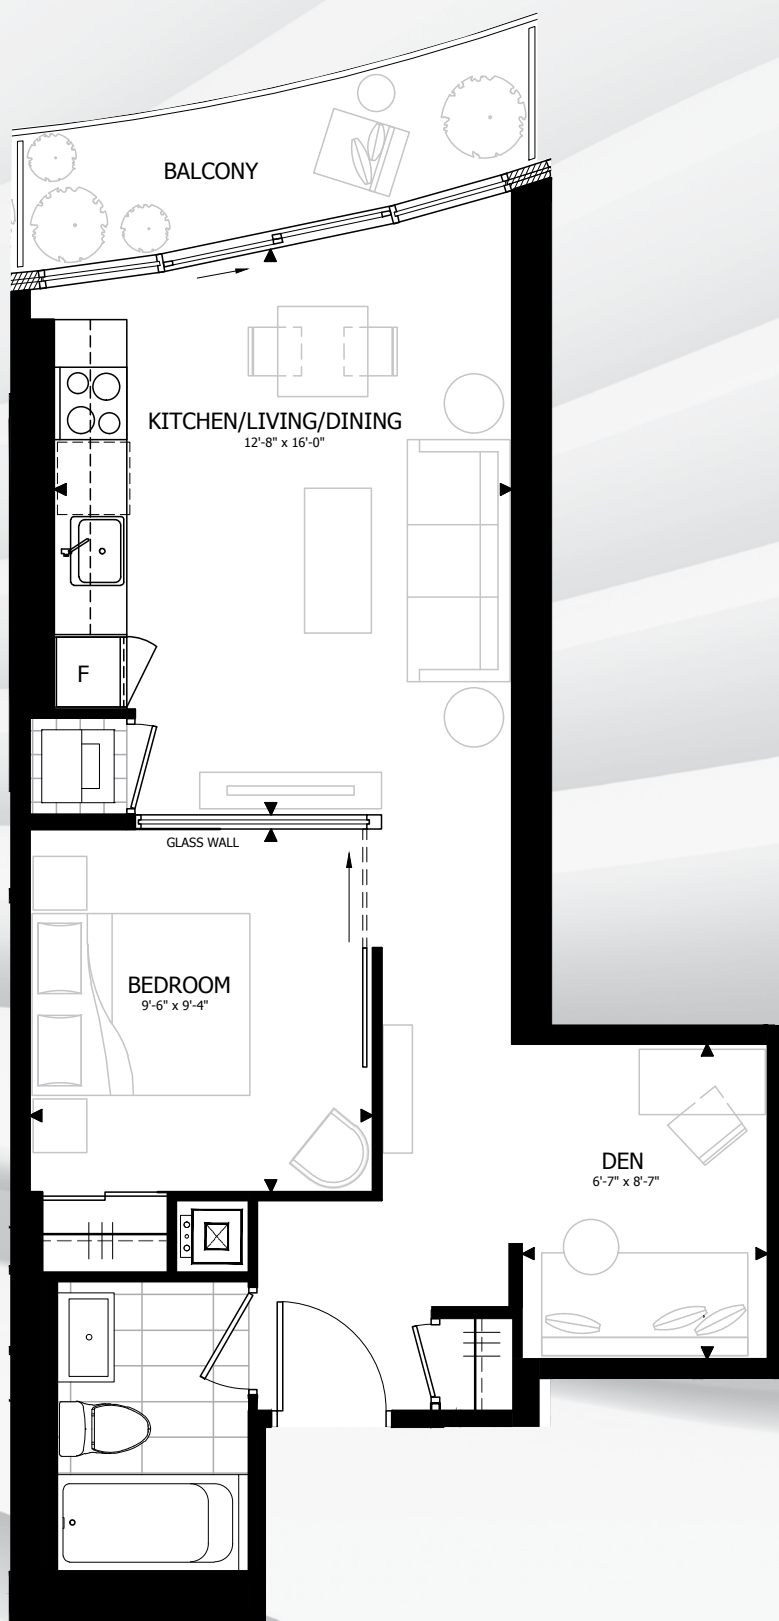 BALCONY
KITCHEN/LIVING/DINING
12'-8" x 16'-0"
F
GLASS WALL
BEDROOM
9'-6" x 9'-4"
DEN
6'-7" x 8'-7"